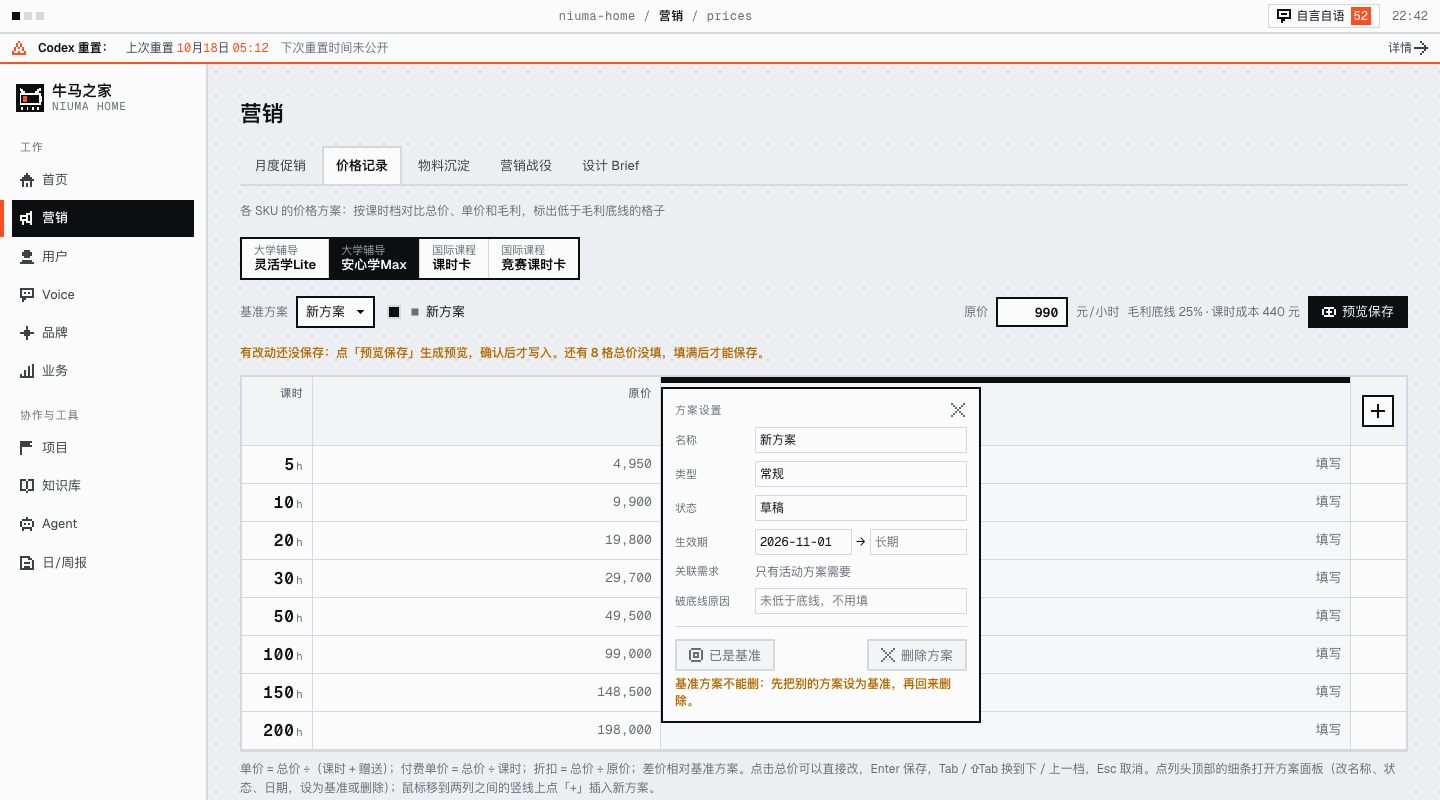 niuma-home / 营销 / prices
自言自语 52
22:42
Codex 重置： 上次重置 10月18日 05:12 下次重置时间未公开
详情
牛马之家
NIUMA HOME
工作
首页
营销
用户
Voice
品牌
业务
协作与工具
项目
知识库
Agent
日/周报
营销
月度促销 价格记录 物料沉淀 营销战役 设计 Brief
各 SKU 的价格方案：按课时档对比总价、单价和毛利，标出低于毛利底线的格子
大学辅导 大学辅导 国际课程 国际课程
灵活学Lite 安心学Max 课时卡 竞赛课时卡
基准方案 新方案 新方案 原价 990 元/小时 毛利底线 25% · 课时成本 440 元 预览保存
有改动还没保存：点「预览保存」生成预览，确认后才写入。还有 8 格总价没填，填满后才能保存。
课时 原价
5 h 4,950 填写
10 h 9,900 填写
20 h 19,800 填写
30 h 29,700 填写
50 h 49,500 填写
100 h 99,000 填写
150 h 148,500 填写
200 h 198,000 填写
方案设置
名称 新方案
类型 常规
状态 草稿
生效期 2026-11-01 → 长期
关联需求 只有活动方案需要
破底线原因 未低于底线，不用填
已是基准 删除方案
基准方案不能删：先把别的方案设为基准，再回来删
除。
单价 = 总价 ÷（课时 + 赠送）；付费单价 = 总价 ÷ 课时；折扣 = 总价 ÷ 原价；差价相对基准方案。点击总价可以直接改，Enter 保存，Tab / ⇧Tab 换到下 / 上一档，Esc 取消。点列头顶部的细条打开方案面板（改名称、状
态、日期，设为基准或删除）；鼠标移到两列之间的竖线上点「+」插入新方案。